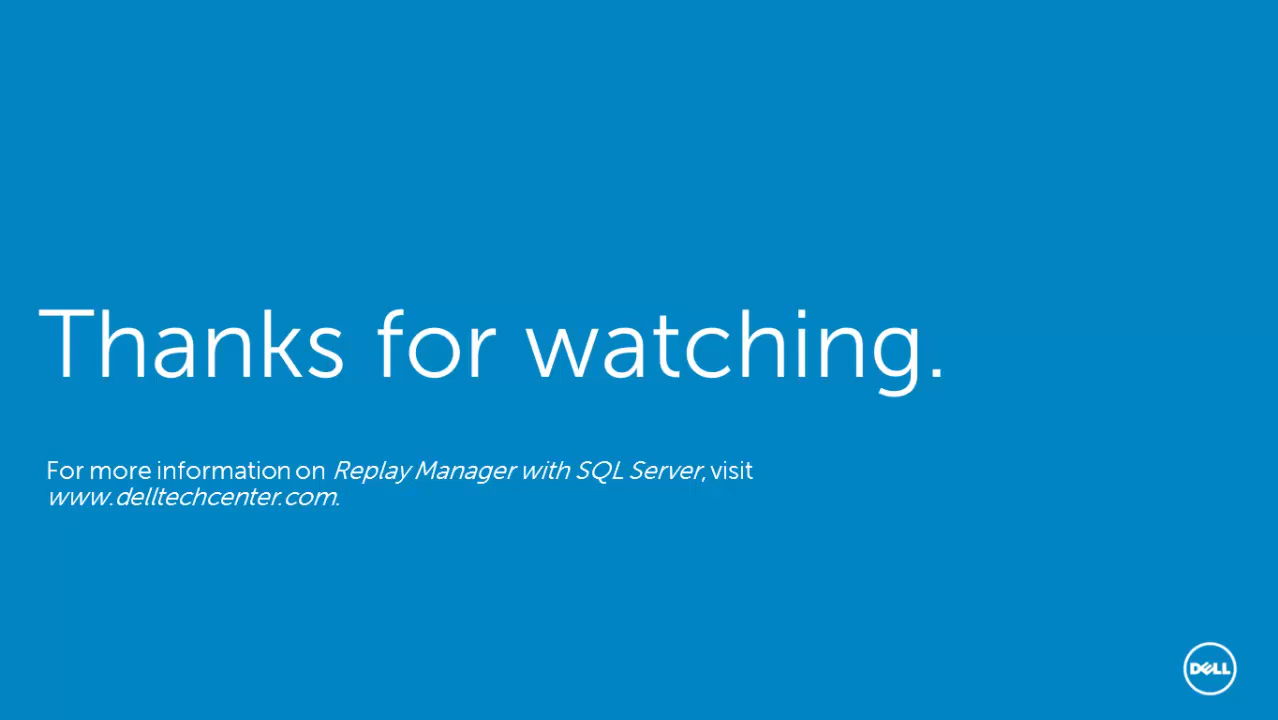 Thanks for watching.
For more information on Replay Manager with SQL Server, visit
www.delltechcenter.com.
DELL